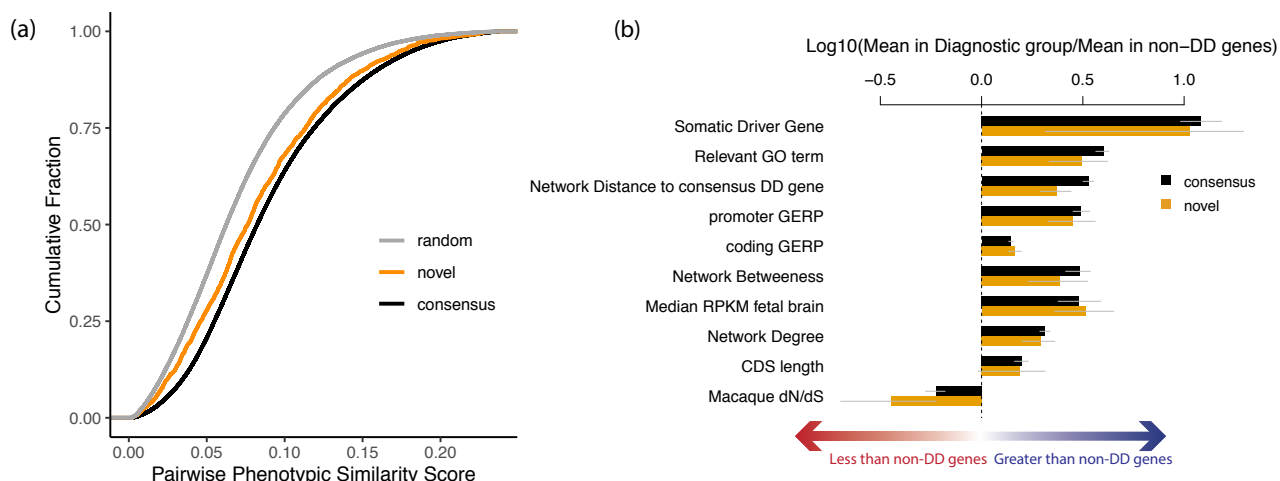 (a)
1.00
0.75
0.50
0.25
0.00
Cumulative Fraction
random
novel
consensus
0.00 0.05 0.10 0.15 0.20
Pairwise Phenotypic Similarity Score
(b)
Log10(Mean in Diagnostic group/Mean in non−DD genes)
−0.5 0.0 0.5 1.0
Somatic Driver Gene
Relevant GO term
Network Distance to consensus DD gene
promoter GERP
coding GERP
Network Betweeness
Median RPKM fetal brain
Network Degree
CDS length
Macaque dN/dS
consensus
novel
Less than non-DD genes Greater than non-DD genes